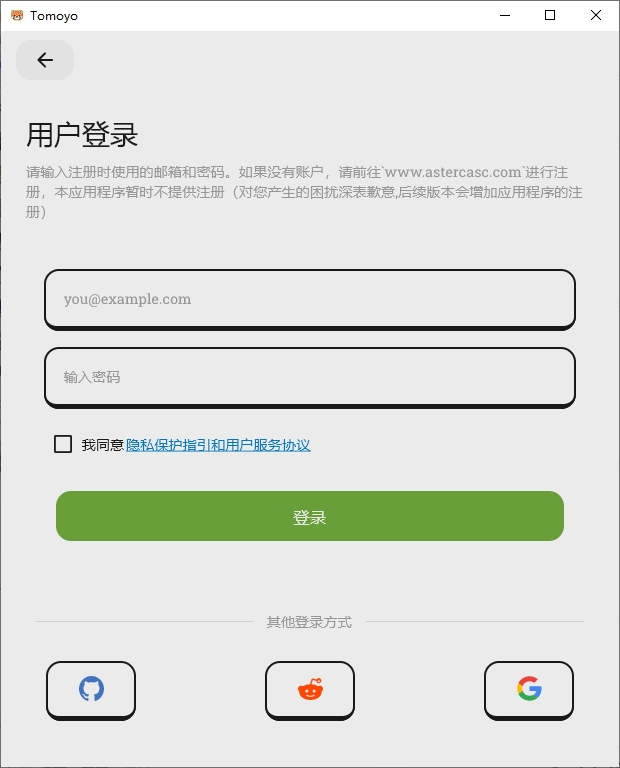 Tomoyo
用户登录
请输入注册时使用的邮箱和密码。如果没有账户，请前往`www.astercasc.com`进行注
册，本应用程序暂时不提供注册（对您产生的困扰深表歉意,后续版本会增加应用程序的注
册）
you@example.com
输入密码
我同意隐私保护指引和用户服务协议
登录
其他登录方式